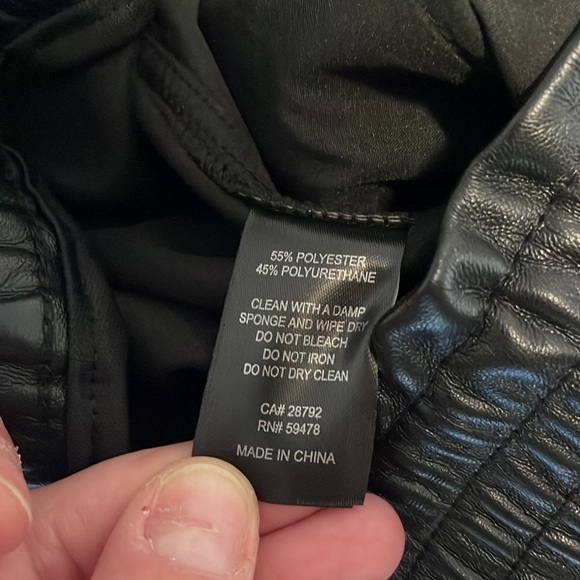 55% POLYESTER
45% POLYURETHANE
CLEAN WITH A DAMP
SPONGE AND WIPE DRY
DO NOT BLEACH
DO NOT IRON
DO NOT DRY CLEAN
CA# 28792
RN# 59478
MADE IN CHINA